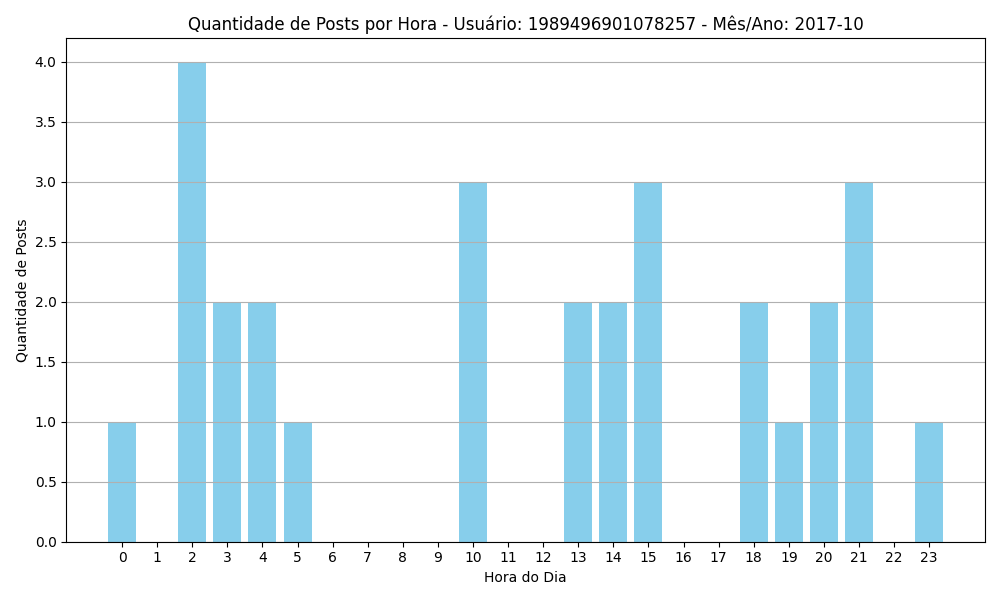 Quantidade de Posts por Hora - Usuário: 1989496901078257 - Mês/Ano: 2017-10
Quantidade de Posts
4.0
3.5
3.0
2.5
2.0
1.5
1.0
0.5
0.0
0 1 2 3 4 5 6 7 8 9 10 11 12 13 14 15 16 17 18 19 20 21 22 23
Hora do Dia